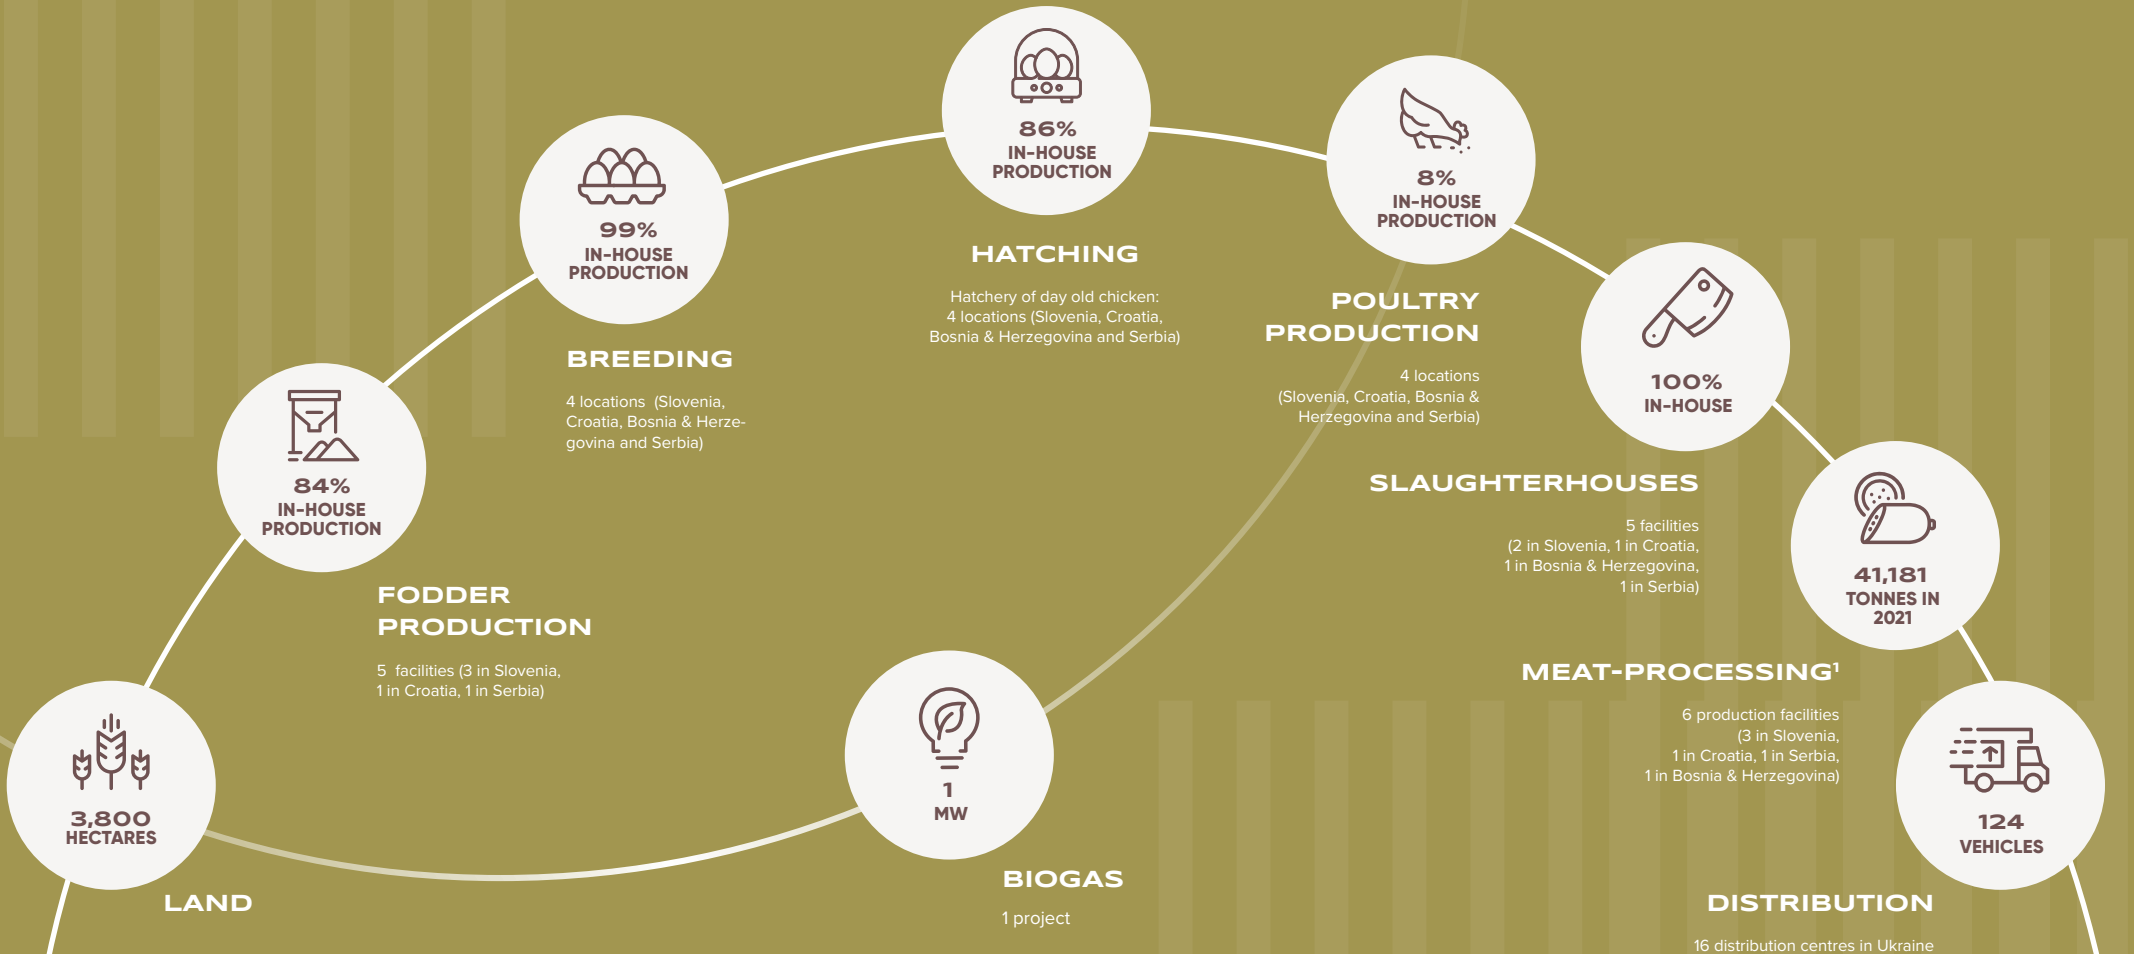 86%
IN-HOUSE
PRODUCTION
HATCHING
Hatchery of day old chicken:
4 locations (Slovenia, Croatia,
Bosnia & Herzegovina and Serbia)
8%
IN-HOUSE
PRODUCTION
POULTRY
PRODUCTION
4 locations
(Slovenia, Croatia, Bosnia &
Herzegovina and Serbia)
99%
IN-HOUSE
PRODUCTION
BREEDING
4 locations (Slovenia,
Croatia, Bosnia & Herze-
govina and Serbia)
100%
IN-HOUSE
SLAUGHTERHOUSES
5 facilities
(2 in Slovenia, 1 in Croatia,
1 in Bosnia & Herzegovina,
1 in Serbia)
84%
IN-HOUSE
PRODUCTION
FODDER
PRODUCTION
5 facilities (3 in Slovenia,
1 in Croatia, 1 in Serbia)
41,181
TONNES IN
2021
MEAT-PROCESSING¹
6 production facilities
(3 in Slovenia,
1 in Croatia, 1 in Serbia,
1 in Bosnia & Herzegovina)
3,800
HECTARES
LAND
1
MW
BIOGAS
1 project
124
VEHICLES
DISTRIBUTION
16 distribution centres in Ukraine